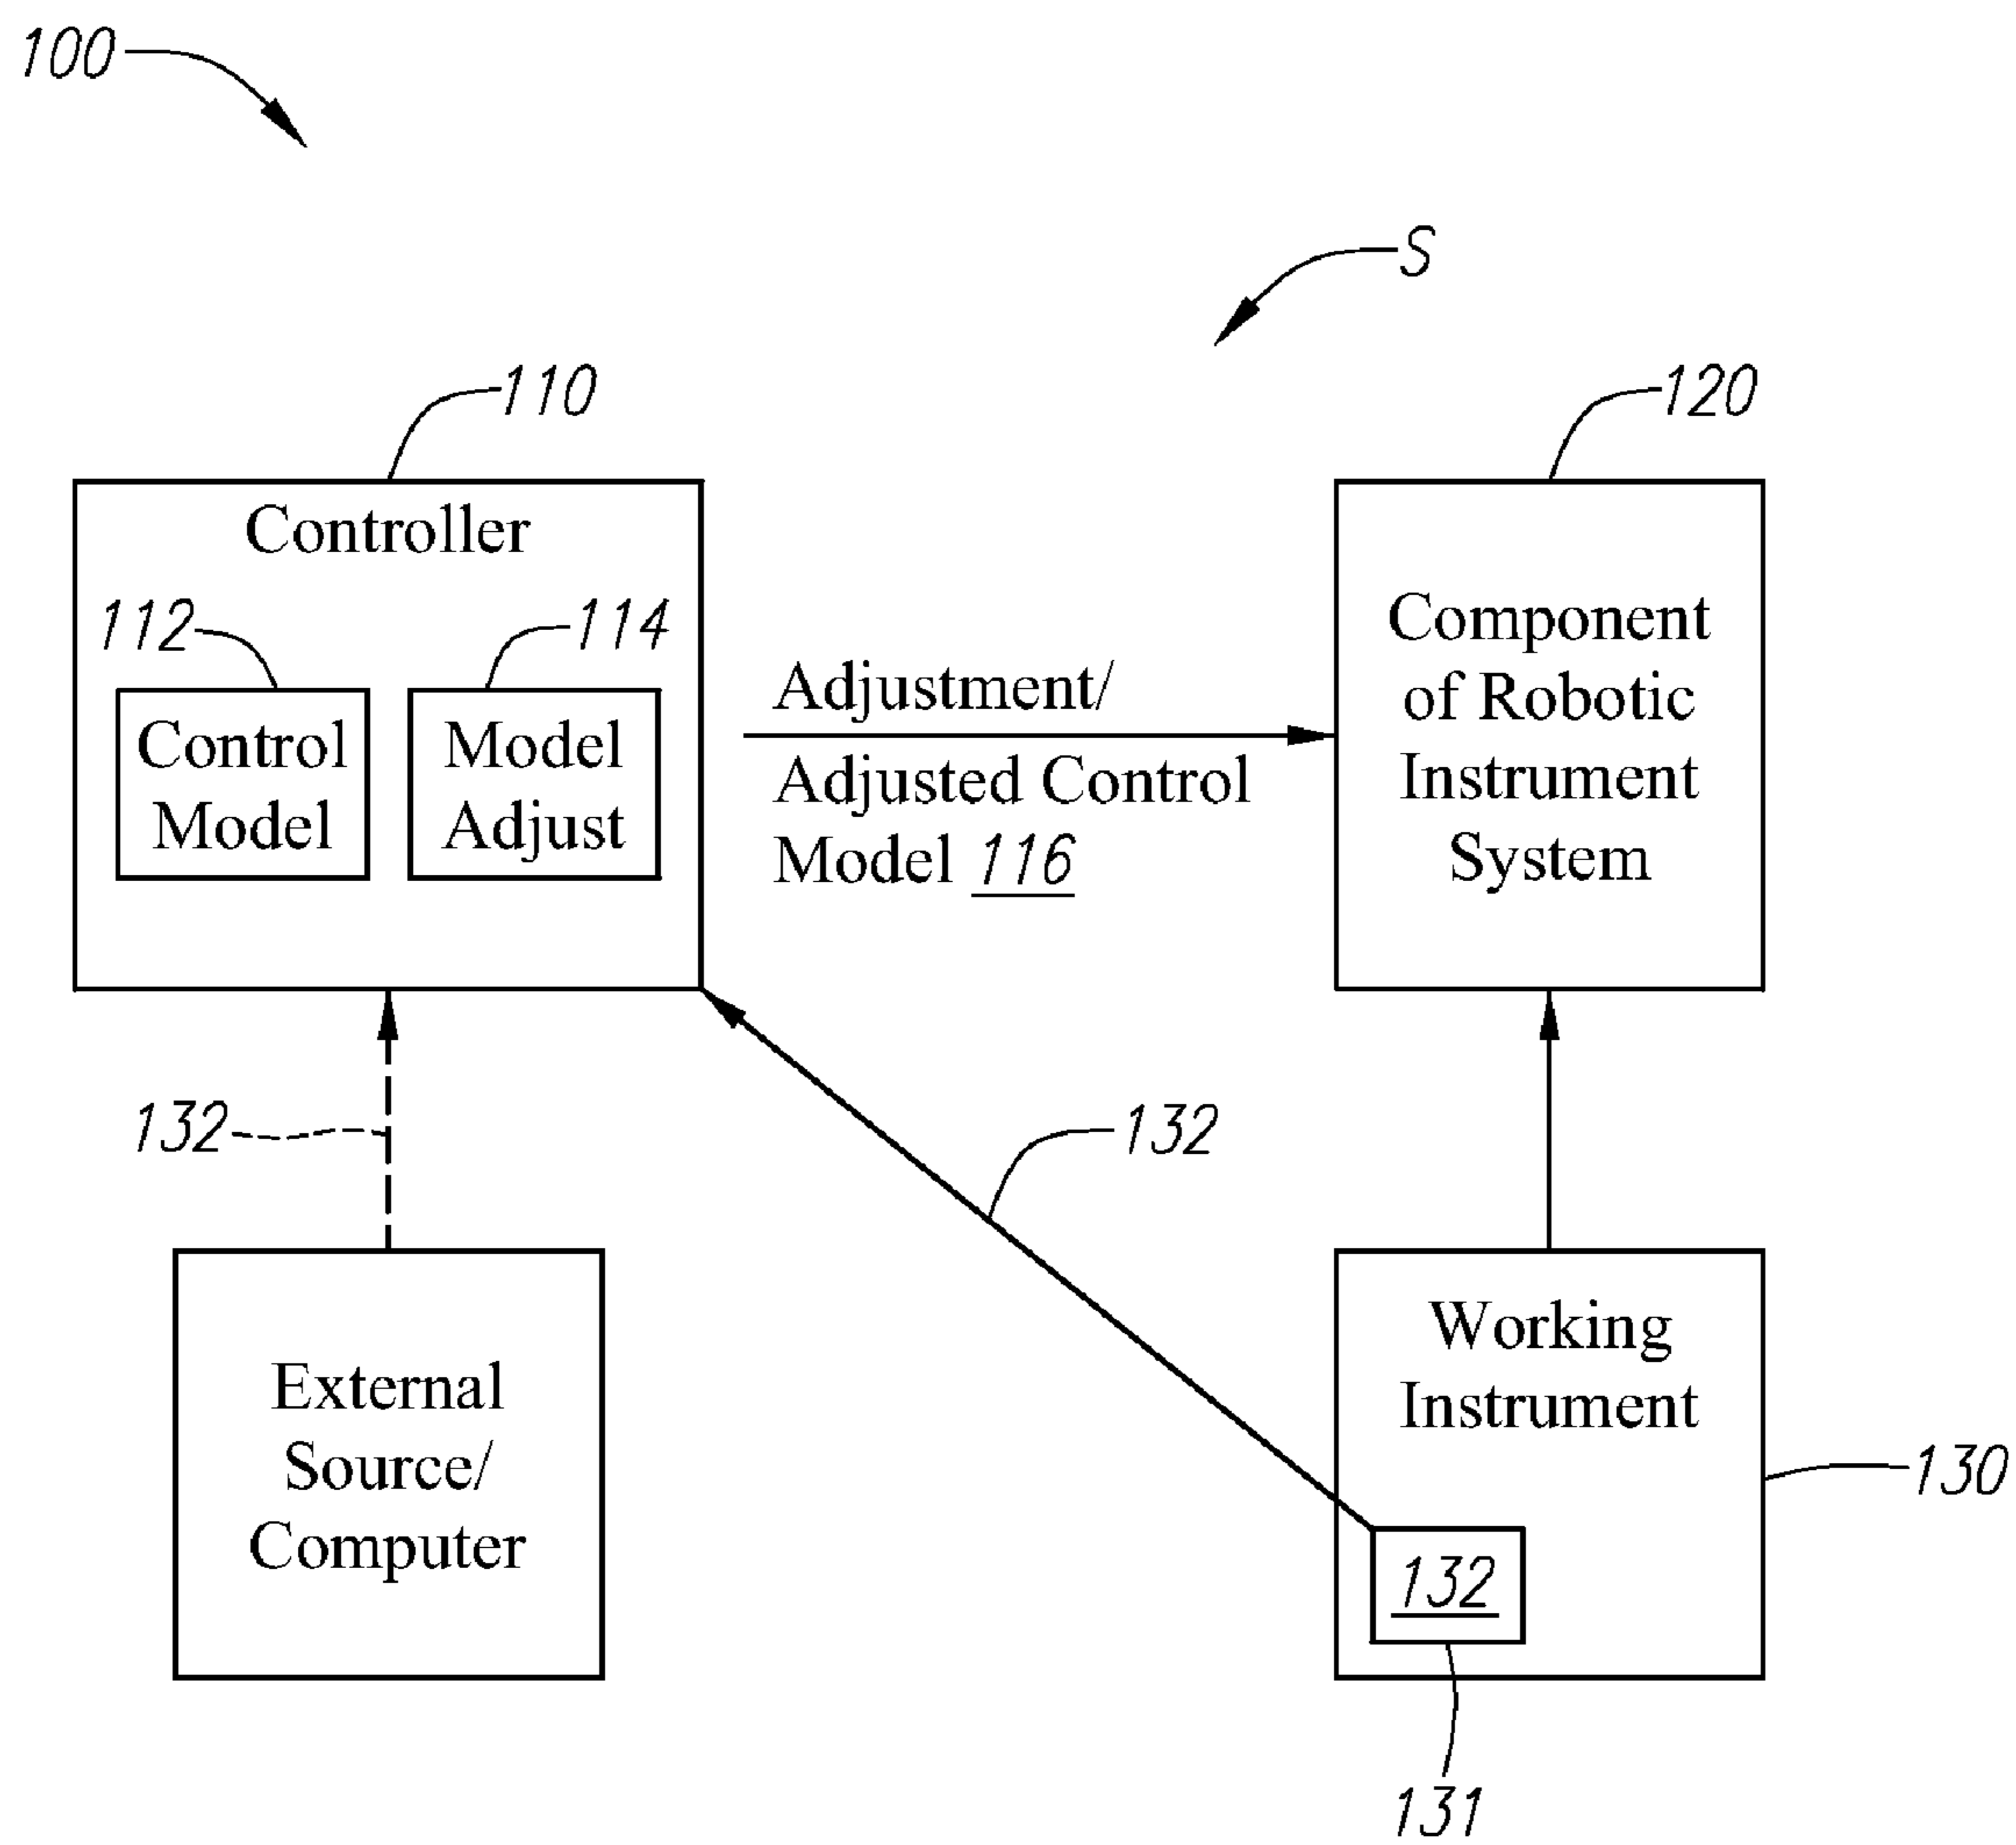 100
S
110
120
Controller
112
114
Control
Model
Model
Adjust
Adjustment/
Adjusted Control
Model 116
Component
of Robotic
Instrument
System
132
132
External
Source/
Computer
Working
Instrument
130
132
131